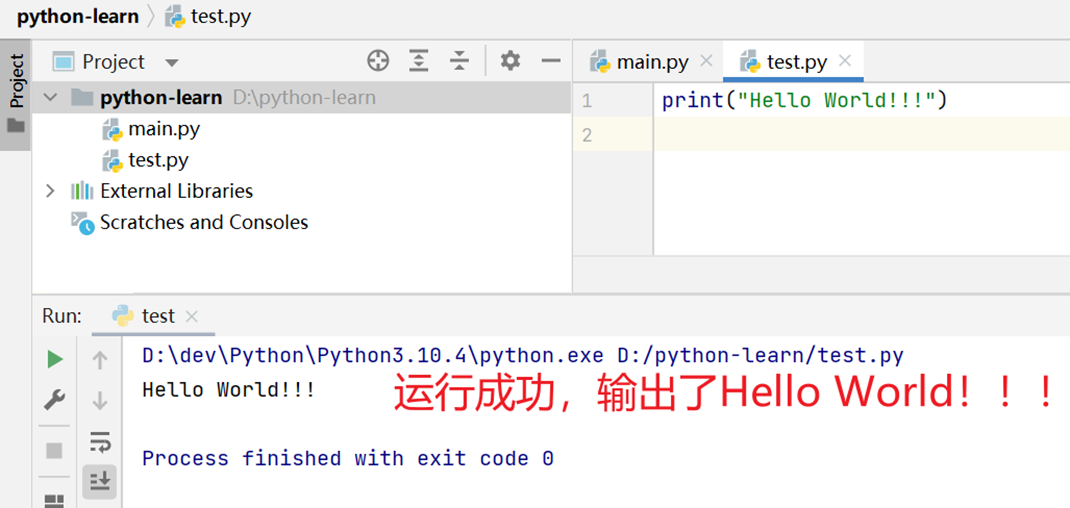 python-learn test.py
Project
Project
main.py
test.py
python-learn D:\python-learn
main.py
test.py
External Libraries
Scratches and Consoles
1 print("Hello World!!!")
2
Run: test
D:\dev\Python\Python3.10.4\python.exe D:/python-learn/test.py
Hello World!!!
运行成功，输出了Hello World！！！
Process finished with exit code 0